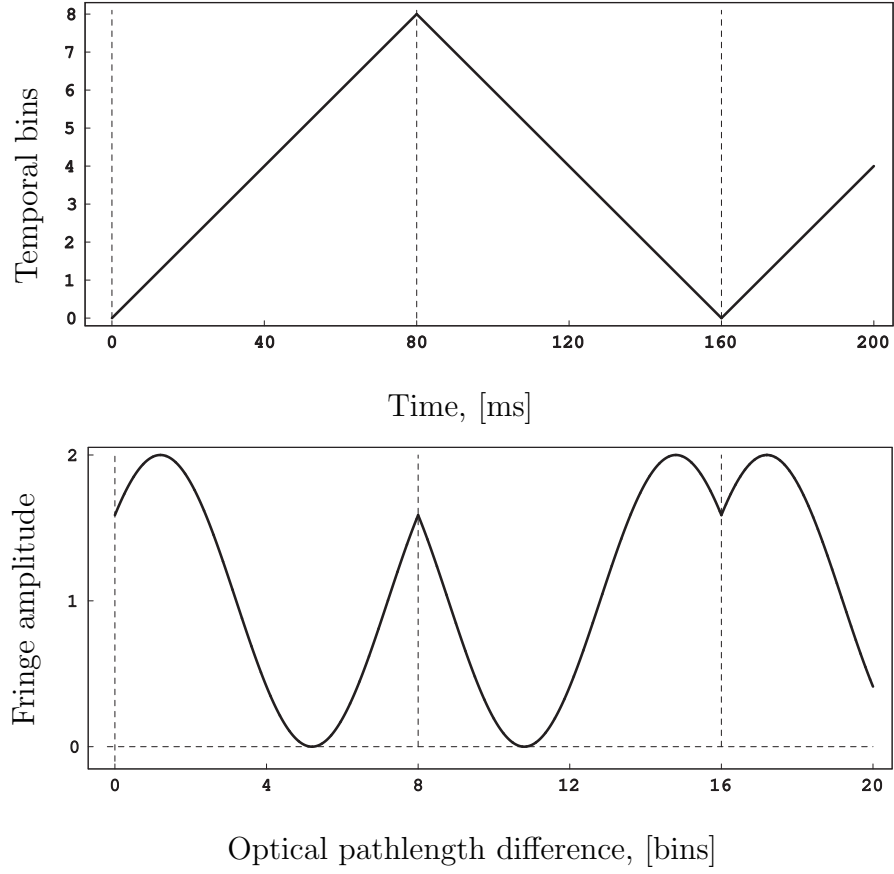 Temporal bins
8
7
6
5
4
3
2
1
0
0 40 80 120 160 200
Time, [ms]
Fringe amplitude
2
1
0
0 4 8 12 16 20
Optical pathlength difference, [bins]